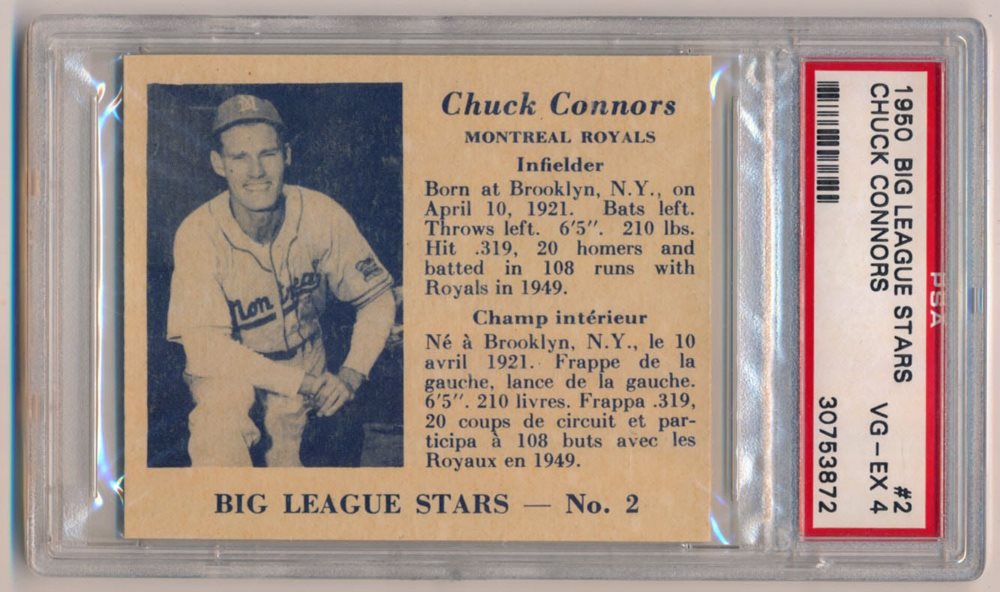 Chuck Connors
MONTREAL ROYALS
Infielder
Born at Brooklyn, N.Y., on
April 10, 1921. Bats left.
Throws left. 6'5". 210 lbs.
Hit .319, 20 homers and
batted in 108 runs with
Royals in 1949.
Champ intérieur
Né à Brooklyn, N.Y., le 10
avril 1921. Frappe de la
gauche, lance de la gauche.
6'5". 210 livres. Frappa .319,
20 coups de circuit et par-
ticipa à 108 buts avec les
Royaux en 1949.
Montreal
BIG LEAGUE STARS — No. 2
PSA
1950 BIG LEAGUE STARS #2
CHUCK CONNORS VG-EX 4
30753872